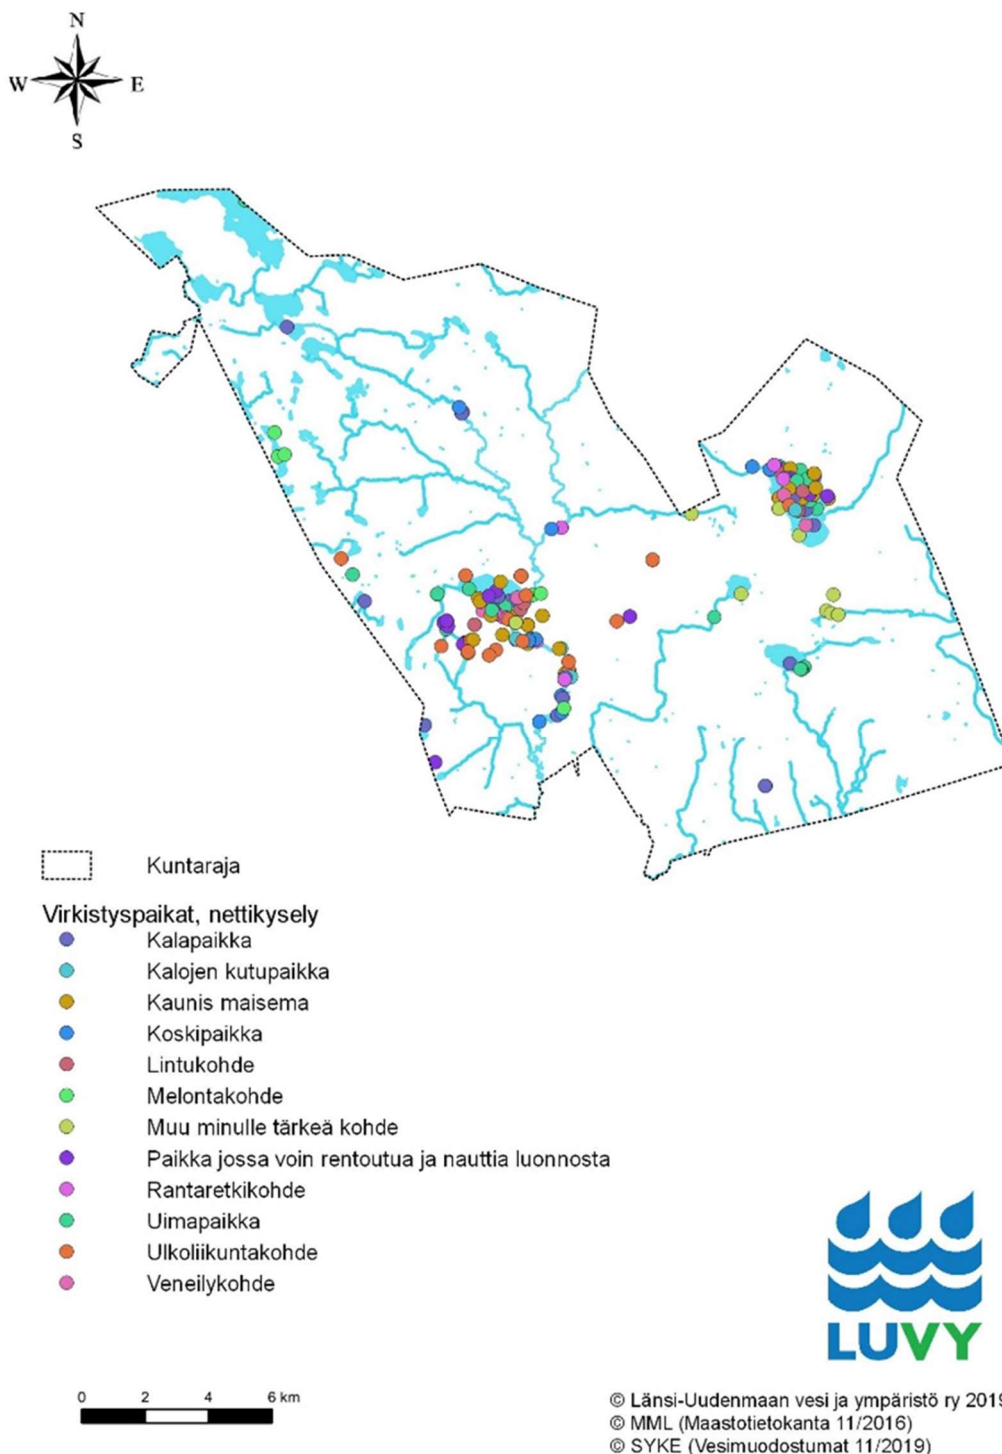 N
W E
S
Kuntaraja
Virkistyspaikat, nettikysely
Kalapaikka
Kalojen kutupaikka
Kaunis maisema
Koskipaikka
Lintukohde
Melontakohde
Muu minulle tärkeä kohde
Paikka jossa voin rentoutua ja nauttia luonnosta
Rantaretkikohde
Uimapaikka
Ulkoliikuntakohde
Veneilykohde
LUVY
0 2 4 6 km
© Länsi-Uudenmaan vesi ja ympäristö ry 2019
© MML (Maastotietokanta 11/2016)
© SYKE (Vesimuodostumat 11/2019)